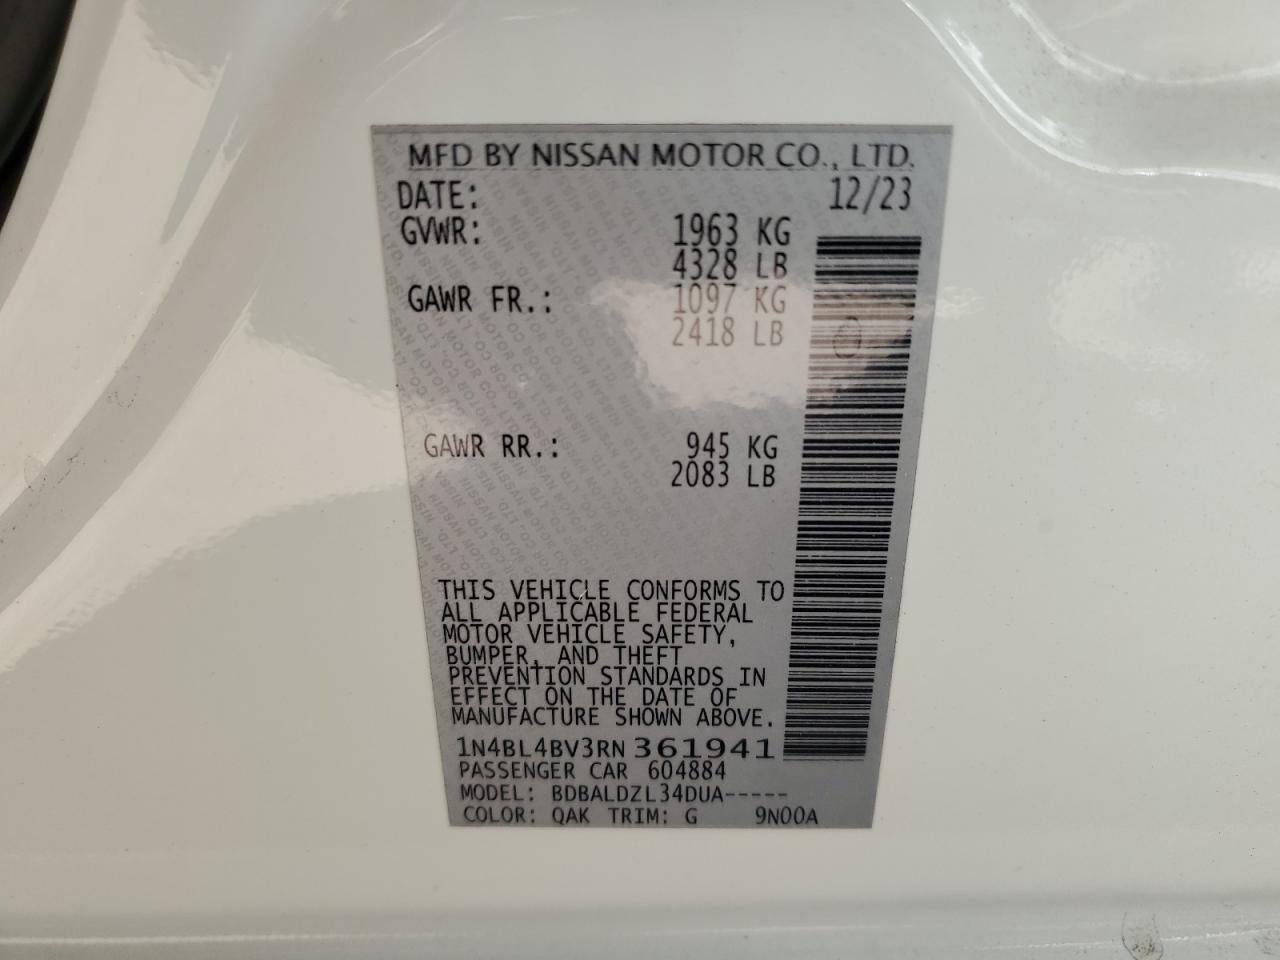 MFD BY NISSAN MOTOR CO., LTD.
DATE: 12/23
GVWR: 1963 KG
4328 LB
GAWR FR.: 1097 KG
2418 LB
GAWR RR.: 945 KG
2083 LB
THIS VEHICLE CONFORMS TO
ALL APPLICABLE FEDERAL
MOTOR VEHICLE SAFETY,
BUMPER, AND THEFT
PREVENTION STANDARDS IN
EFFECT ON THE DATE OF
MANUFACTURE SHOWN ABOVE.
1N4BL4BV3RN361941
PASSENGER CAR 604884
MODEL: BDBALDZL34DUA-----
COLOR: QAK TRIM: G 9N00A